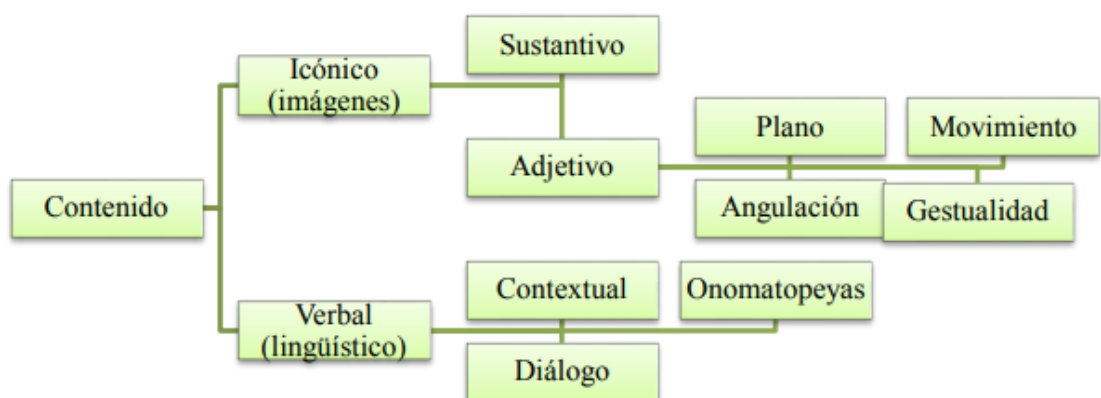 Sustantivo
Icónico
(imágenes)
Plano
Movimiento
Adjetivo
Contenido
Angulación
Gestualidad
Contextual
Onomatopeyas
Verbal
(lingüístico)
Diálogo